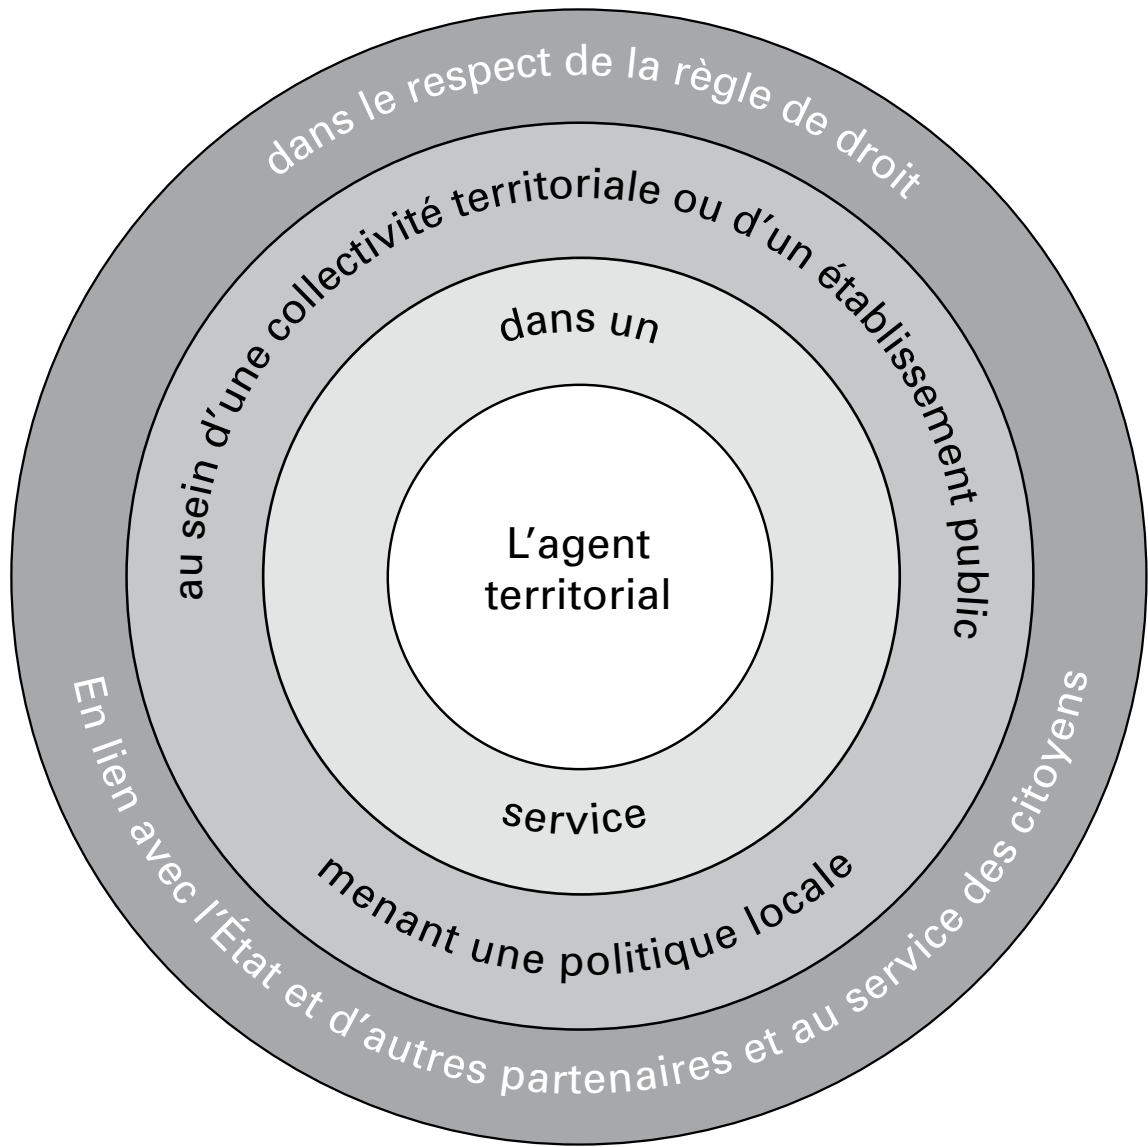 dans le respect de la règle de droit
au sein d’une collectivité territoriale ou d’un établissement public
dans un
L’agent
territorial
service
menant une politique locale
En lien avec l’État et d’autres partenaires et au service des citoyens